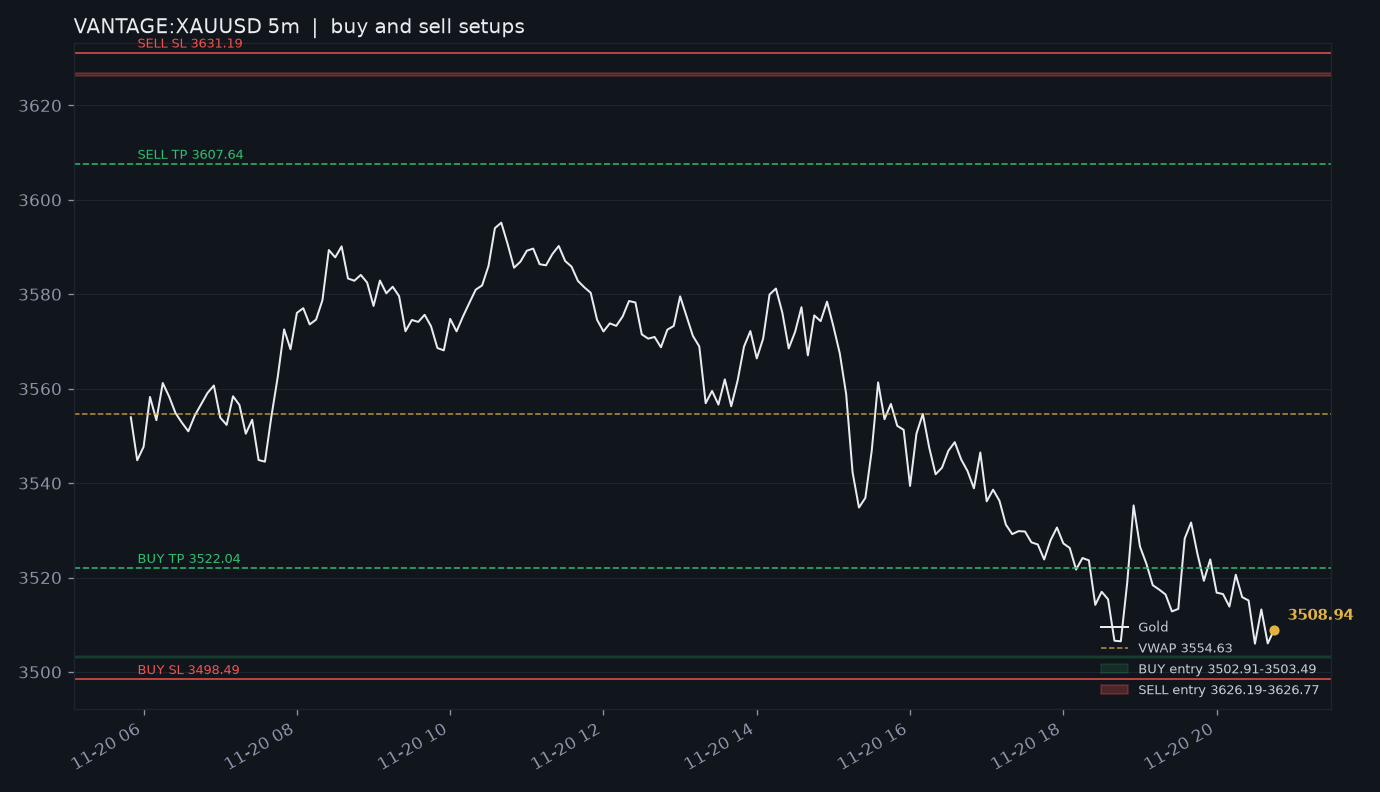 VANTAGE:XAUUSD 5m | buy and sell setups
SELL SL 3631.19
3620
SELL TP 3607.64
3600
3580
3560
3540
BUY TP 3522.04
3520
3508.94
Gold
VWAP 3554.63
BUY entry 3502.91-3503.49
SELL entry 3626.19-3626.77
BUY SL 3498.49
3500
11-20 06
11-20 08
11-20 10
11-20 12
11-20 14
11-20 16
11-20 18
11-20 20